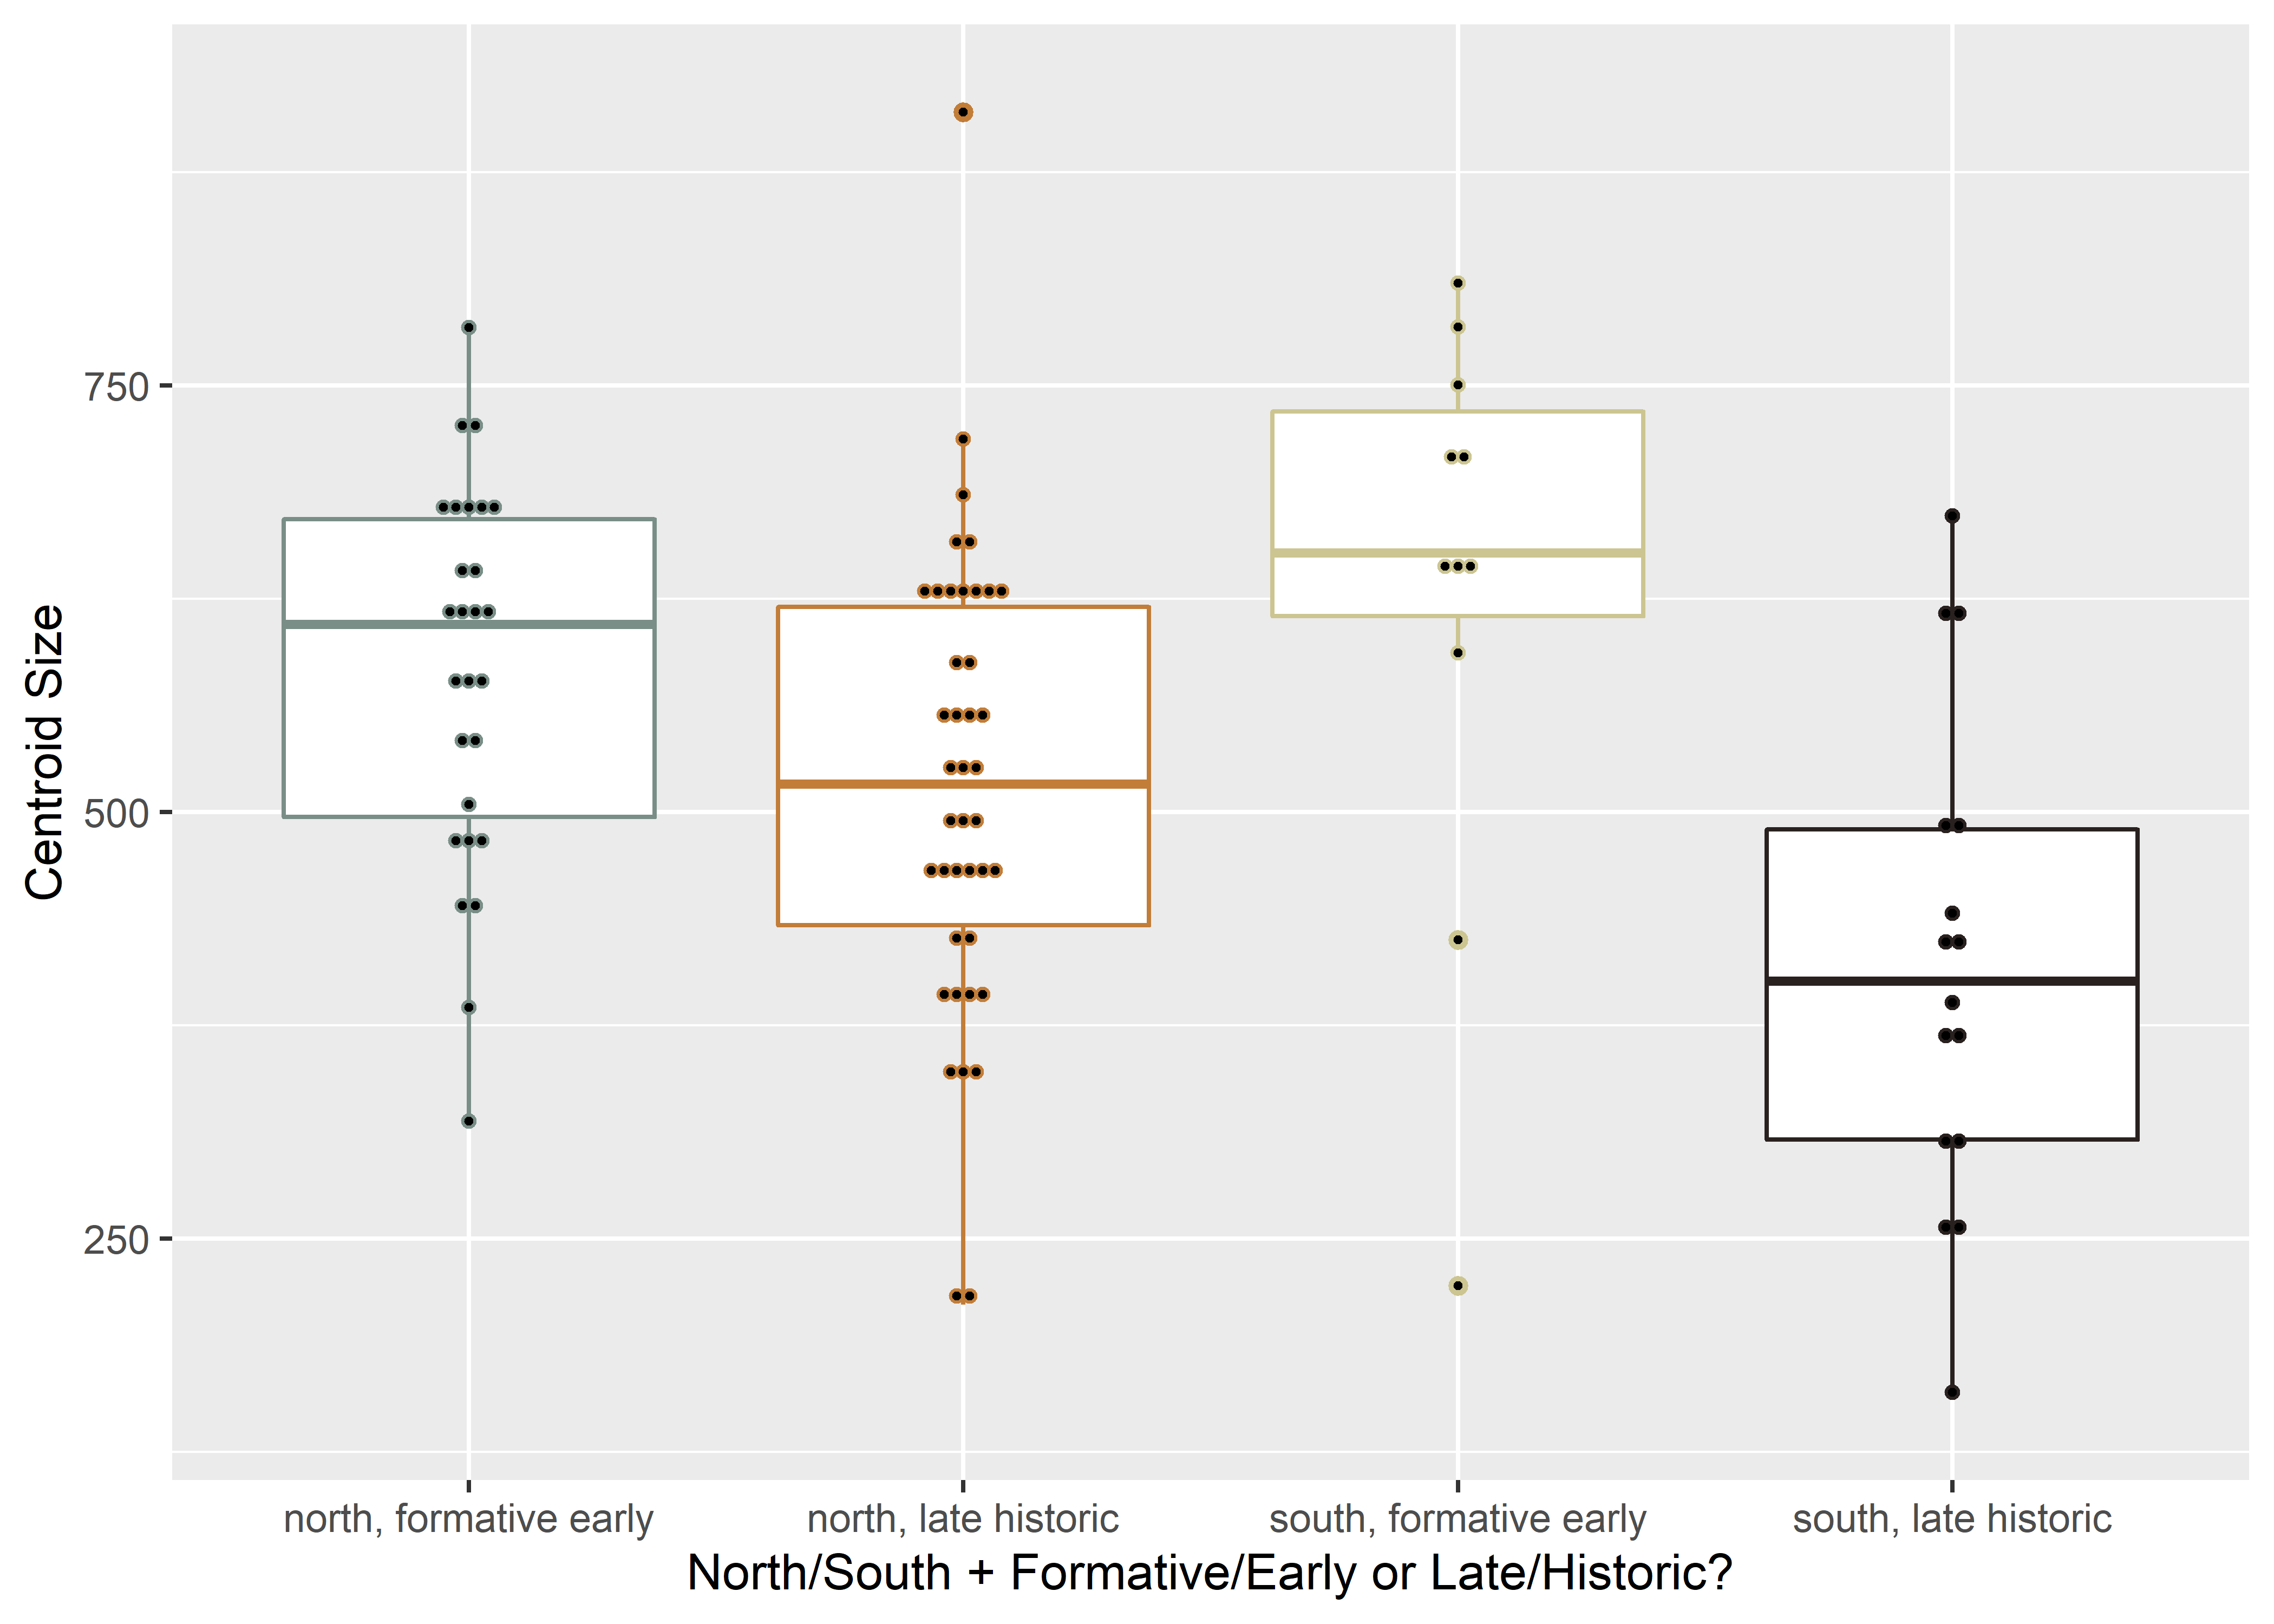 Centroid Size
750
500
250
north, formative early
north, late historic
south, formative early
south, late historic
North/South + Formative/Early or Late/Historic?